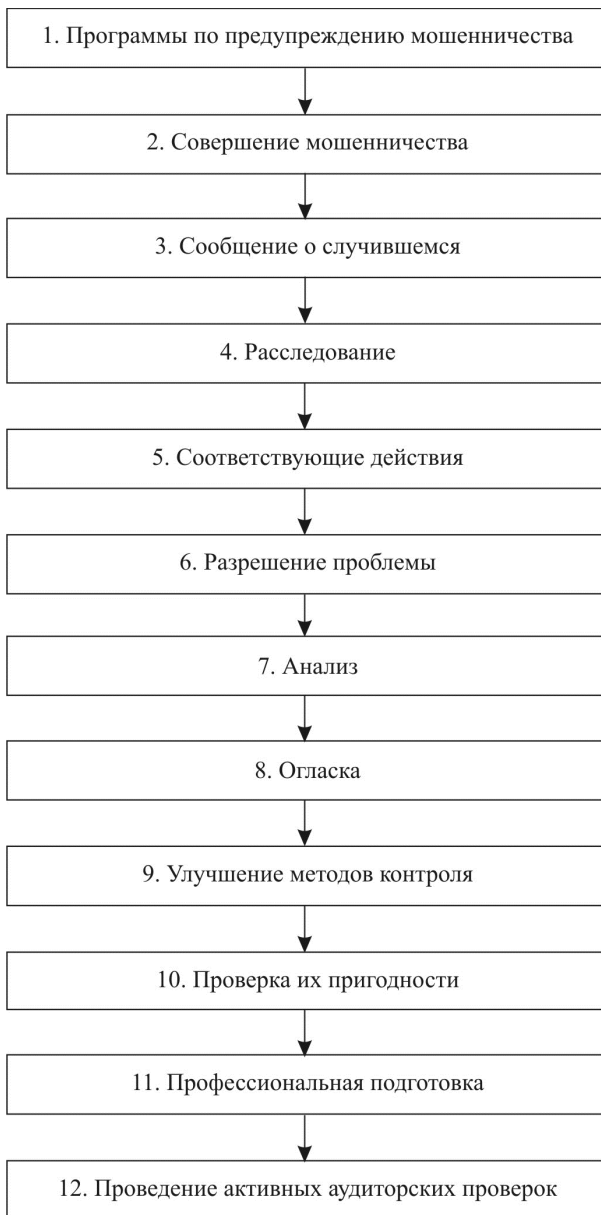 1. Программы по предупреждению мошенничества
2. Совершение мошенничества
3. Сообщение о случившемся
4. Расследование
5. Соответствующие действия
6. Разрешение проблемы
7. Анализ
8. Огласка
9. Улучшение методов контроля
10. Проверка их пригодности
11. Профессиональная подготовка
12. Проведение активных аудиторских проверок